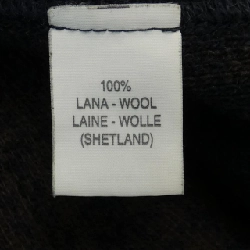 100%
LANA - WOOL
LAINE - WOLLE
(SHETLAND)